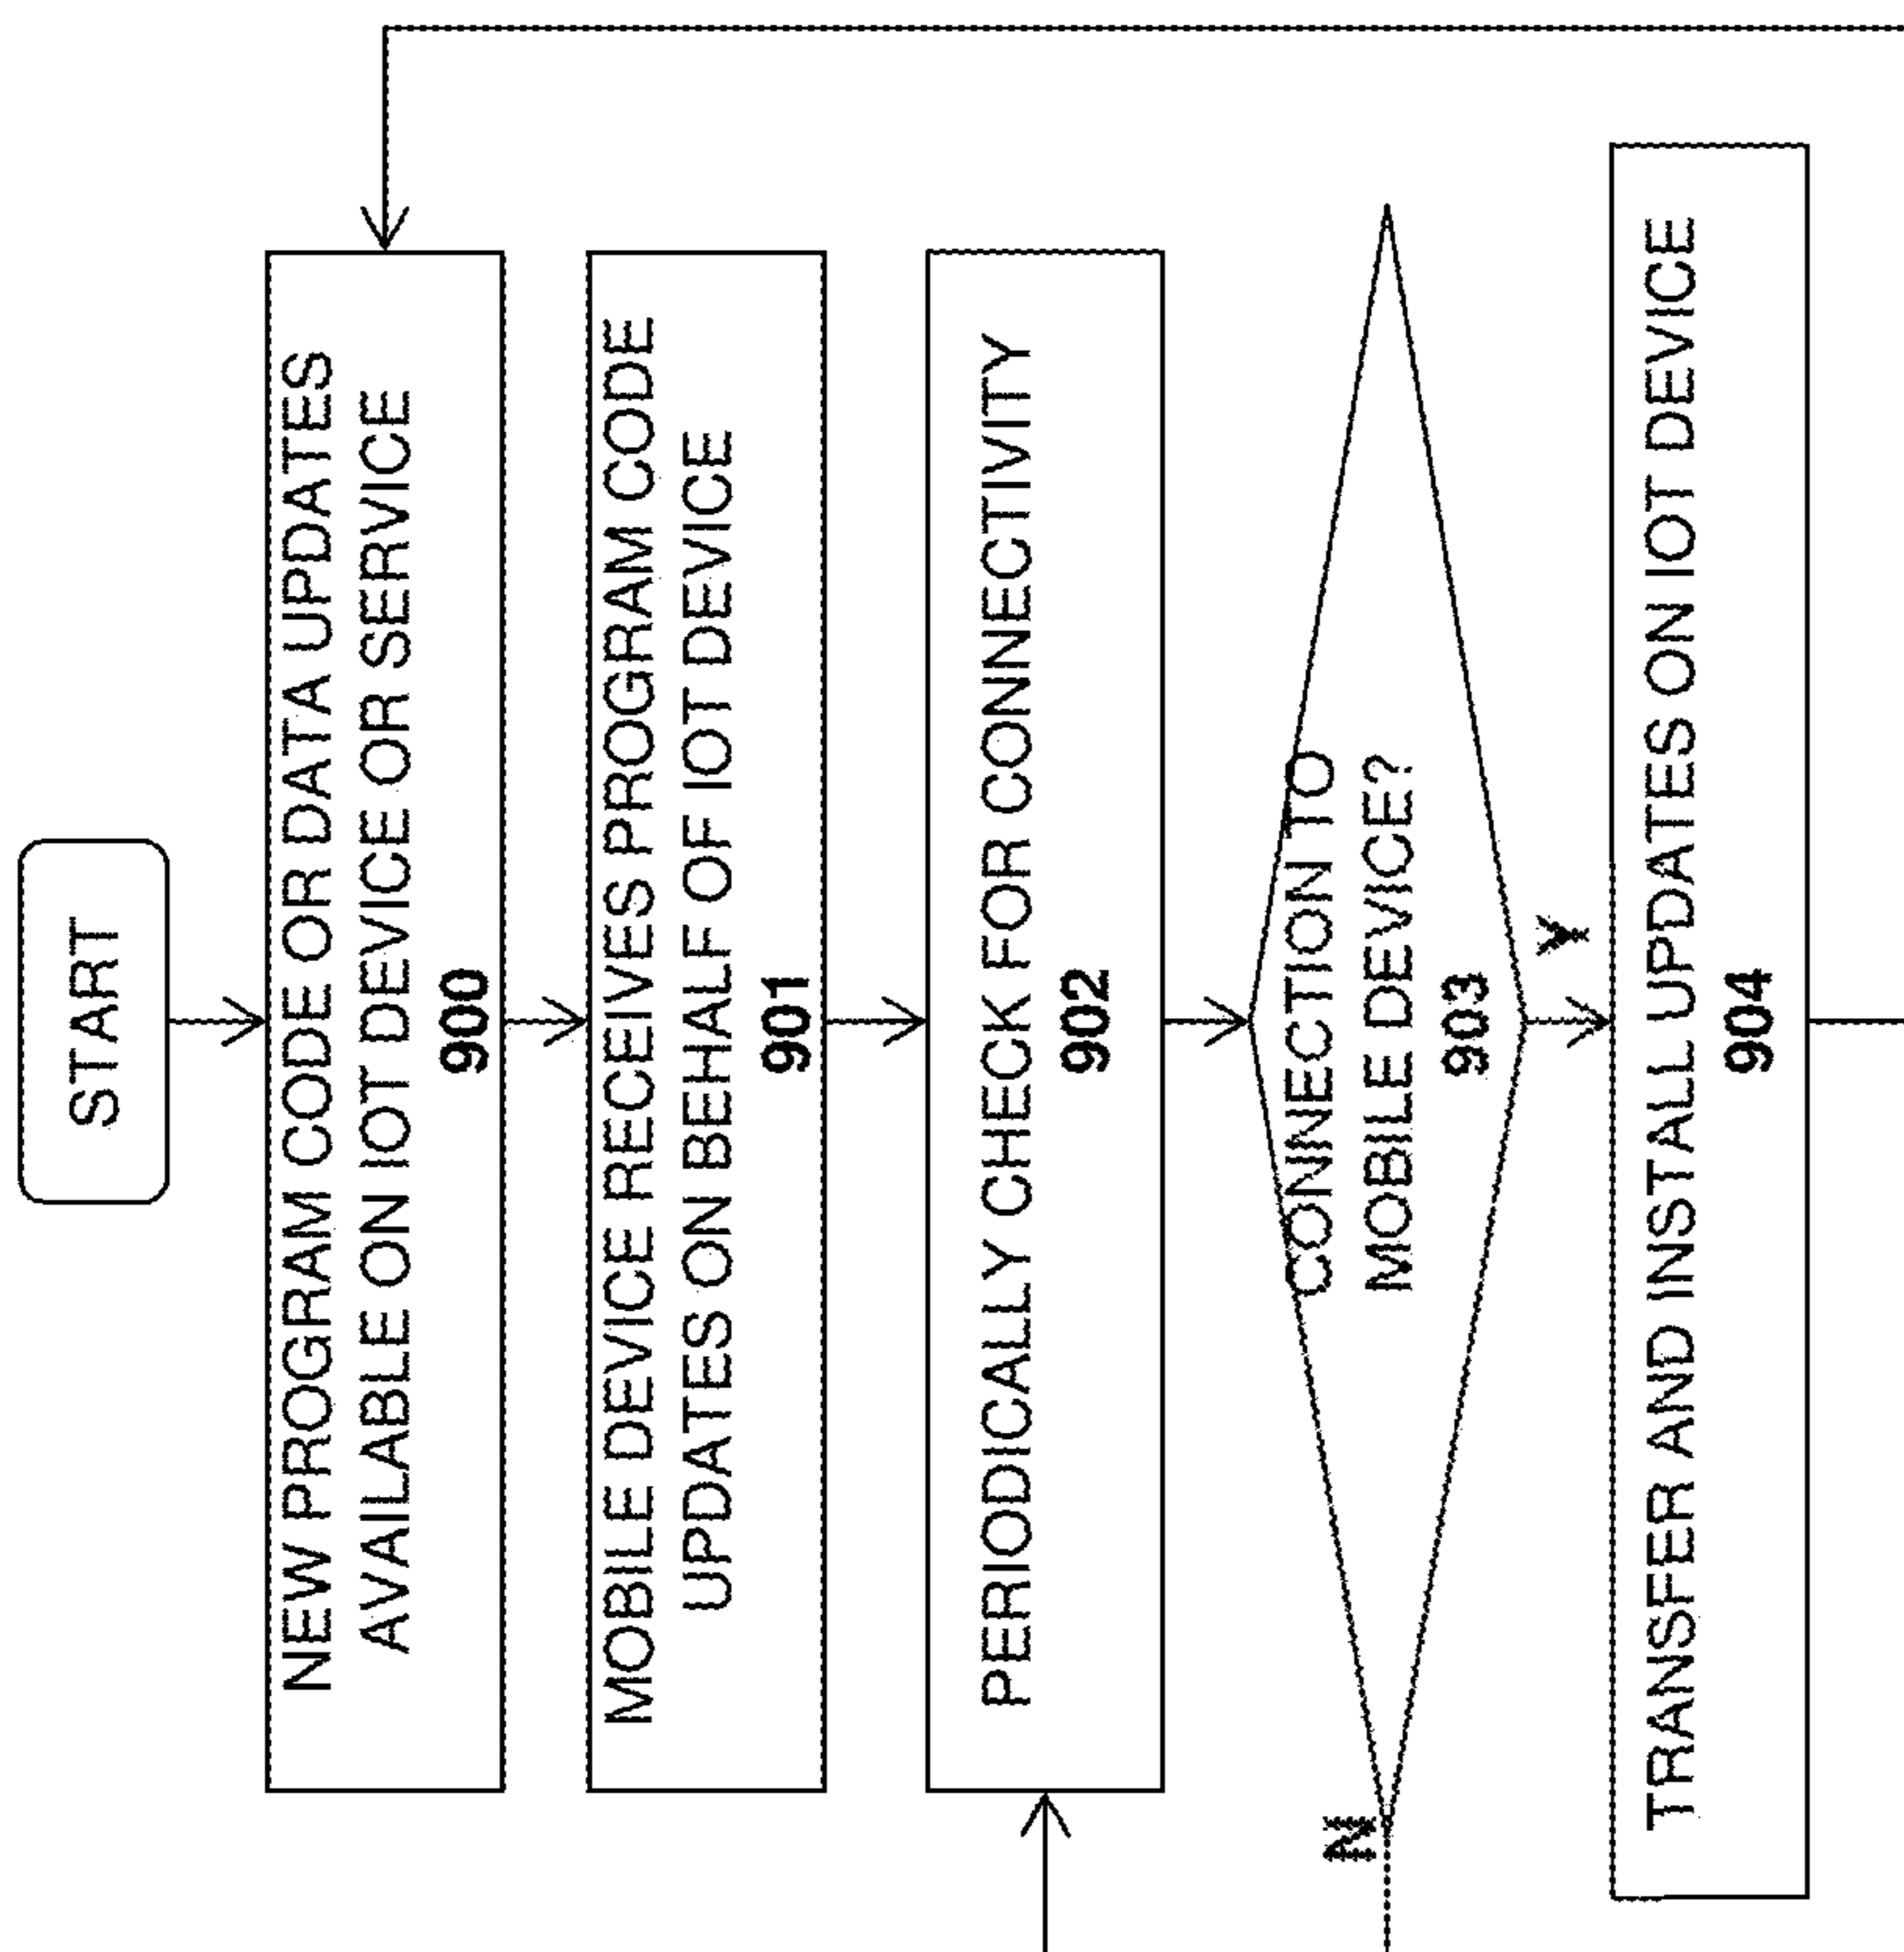 START
NEW PROGRAM CODE OR DATA UPDATES
AVAILABLE ON IOT DEVICE OR SERVICE
900
MOBILE DEVICE RECEIVES PROGRAM CODE
UPDATES ON BEHALF OF IOT DEVICE
901
PERIODICALLY CHECK FOR CONNECTIVITY
902
CONNECTION TO
MOBILE DEVICE?
903
N
Y
TRANSFER AND INSTALL UPDATES ON IOT DEVICE
904